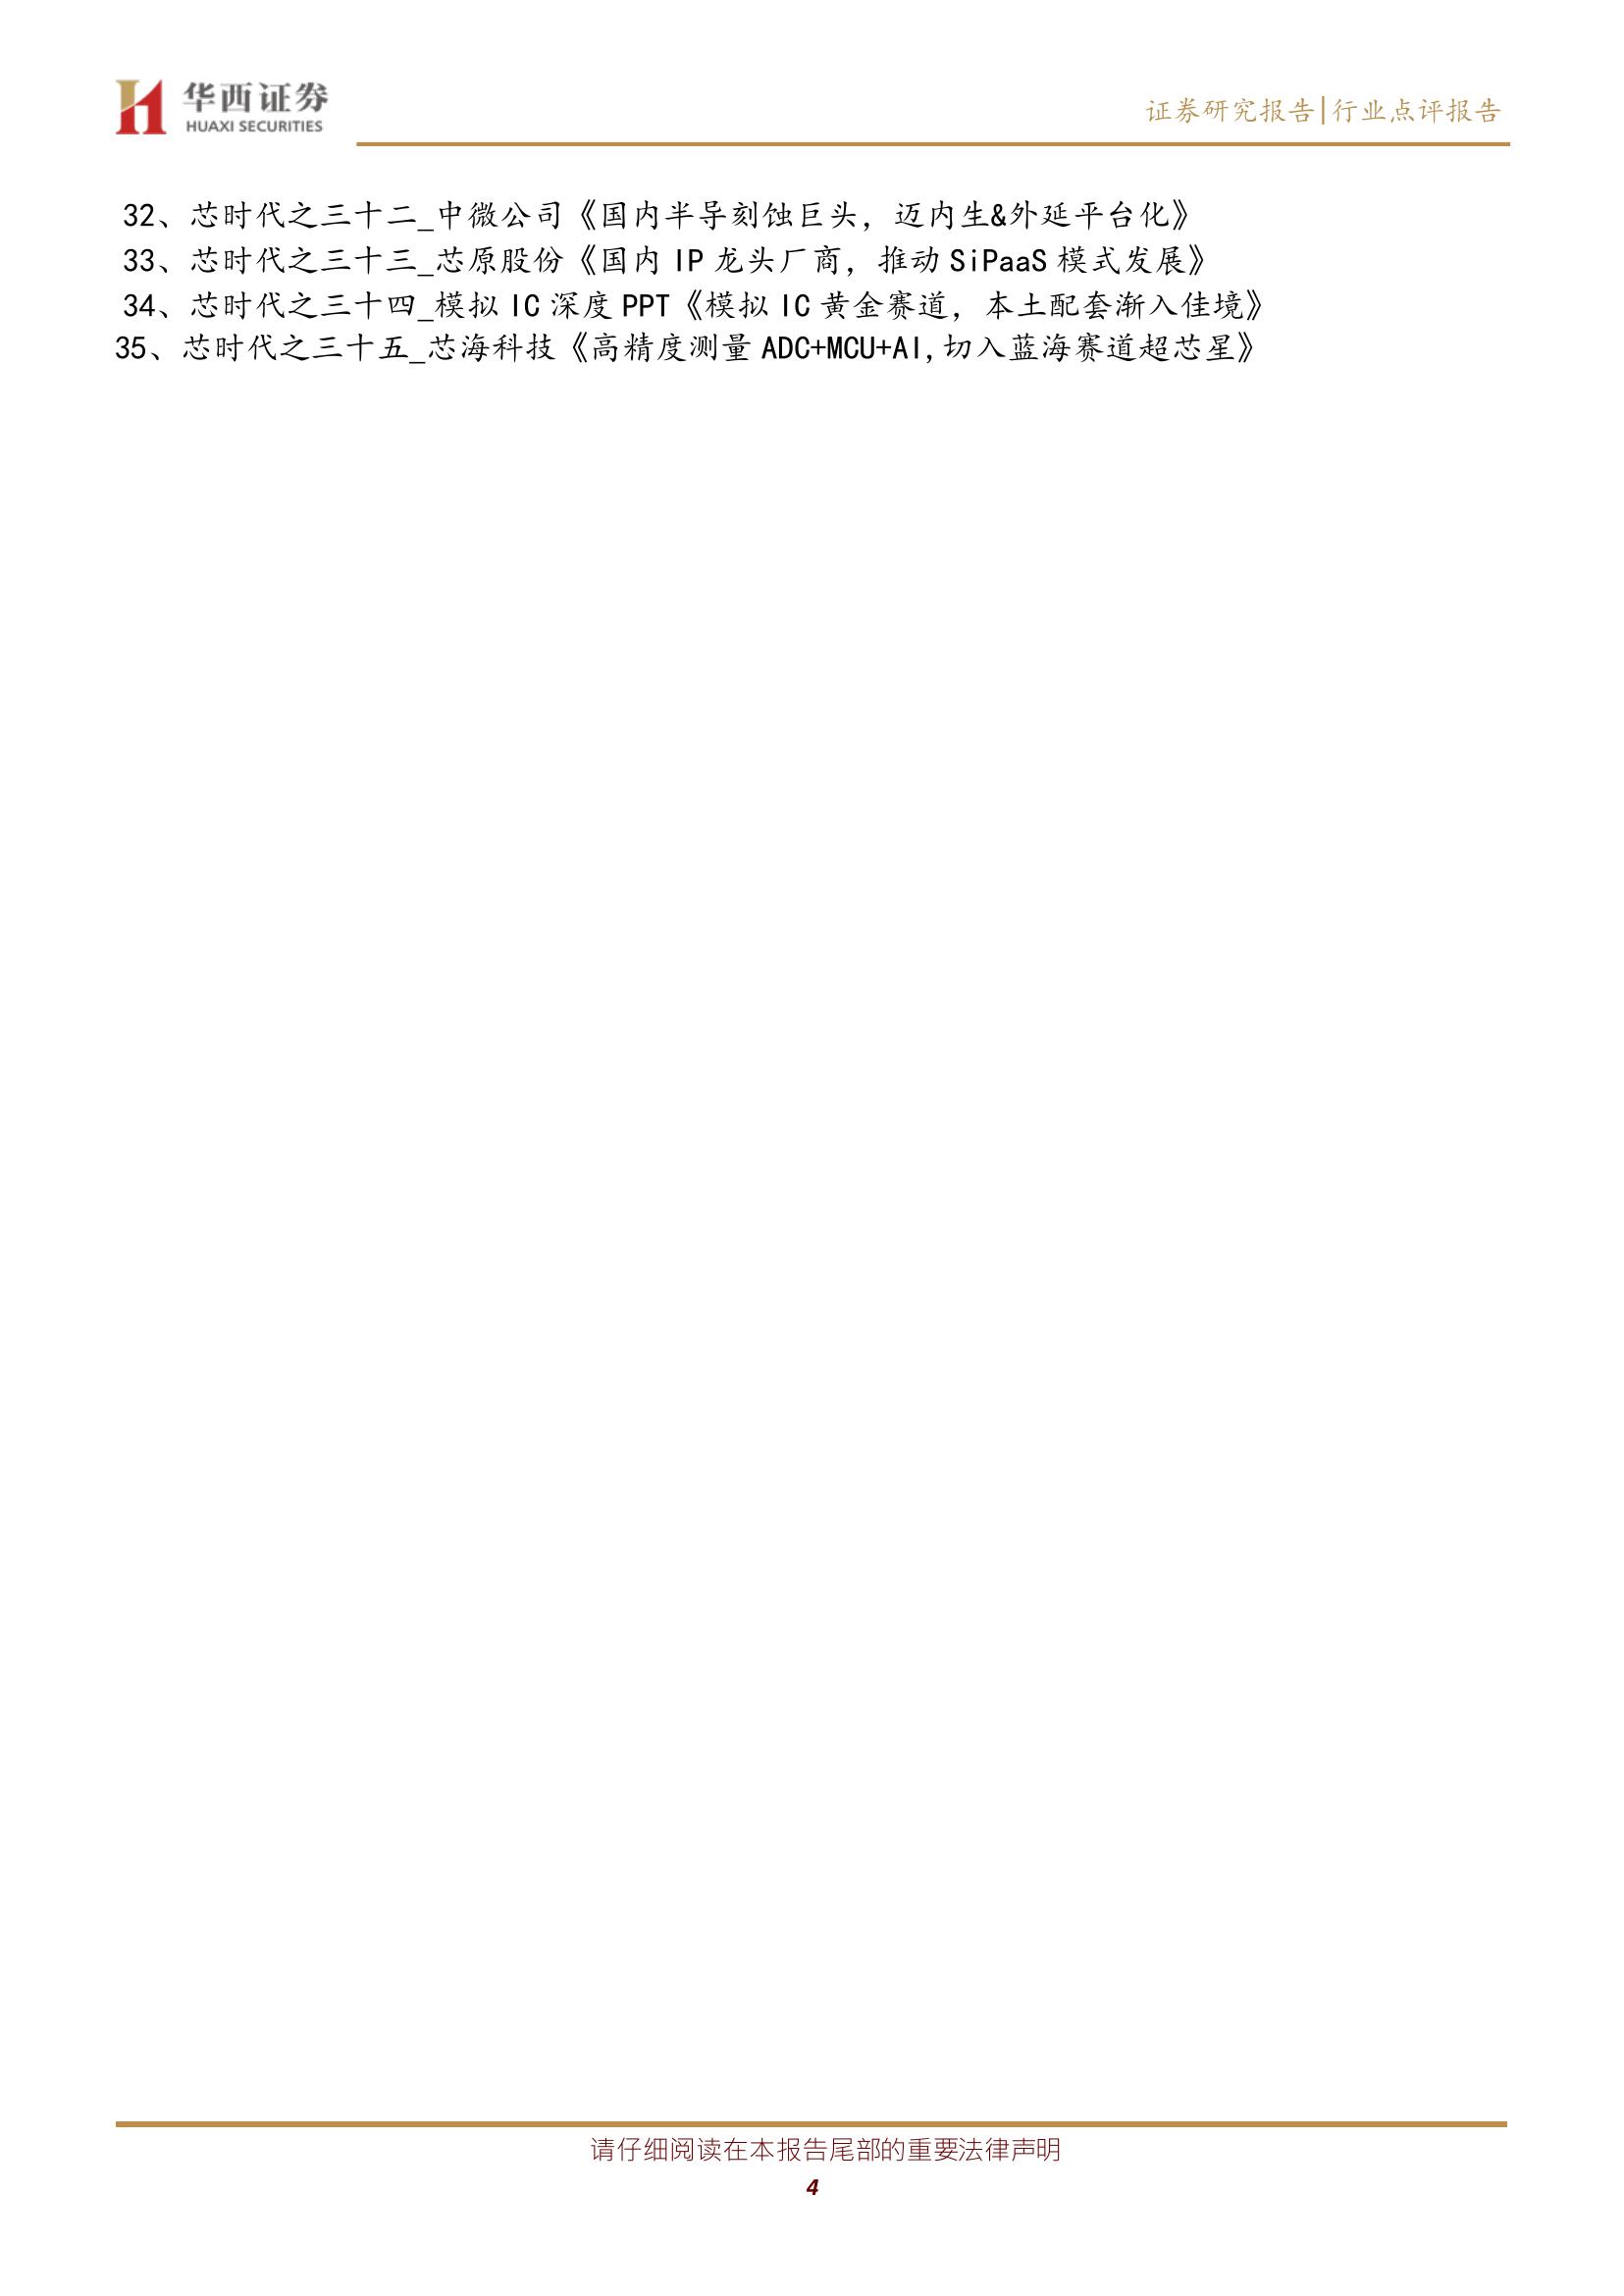 华西证券
HUAXI SECURITIES
证券研究报告|行业点评报告
32、芯时代之三十二_中微公司《国内半导刻蚀巨头，迈内生&外延平台化》
33、芯时代之三十三_芯原股份《国内 IP 龙头厂商，推动 SiPaaS 模式发展》
34、芯时代之三十四_模拟 IC 深度 PPT《模拟 IC 黄金赛道，本土配套渐入佳境》
35、芯时代之三十五_芯海科技《高精度测量 ADC+MCU+AI,切入蓝海赛道超芯星》
请仔细阅读在本报告尾部的重要法律声明
4